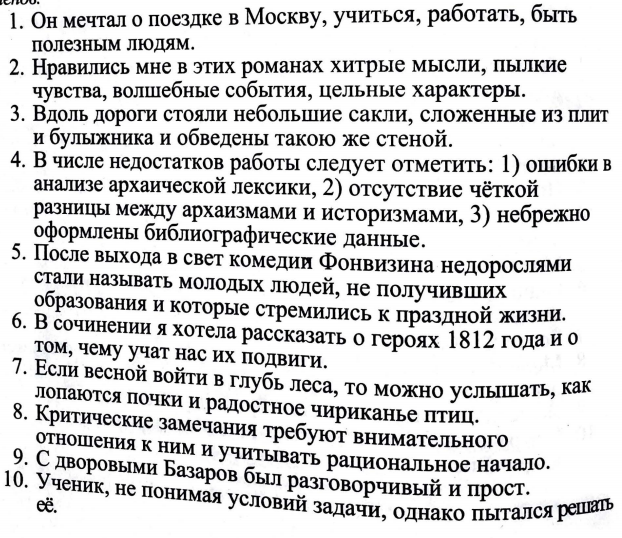 1. Он мечтал о поездке в Москву, учиться, работать, быть
полезным людям.
2. Нравились мне в этих романах хитрые мысли, пылкие
чувства, волшебные события, цельные характеры.
3. Вдоль дороги стояли небольшие сакли, сложенные из плит
и булыжника и обведены такою же стеной.
4. В числе недостатков работы следует отметить: 1) ошибки в
анализе архаической лексики, 2) отсутствие чёткой
разницы между архаизмами и историзмами, 3) небрежно
оформлены библиографические данные.
5. После выхода в свет комедии Фонвизина недорослями
стали называть молодых людей, не получивших
образования и которые стремились к праздной жизни.
6. В сочинении я хотела рассказать о героях 1812 года и о
том, чему учат нас их подвиги.
7. Если весной войти в глубь леса, то можно услышать, как
лопаются почки и радостное чириканье птиц.
8. Критические замечания требуют внимательного
отношения к ним и учитывать рациональное начало.
9. С дворовыми Базаров был разговорчивый и прост.
10. Ученик, не понимая условий задачи, однако пытался решать
её.